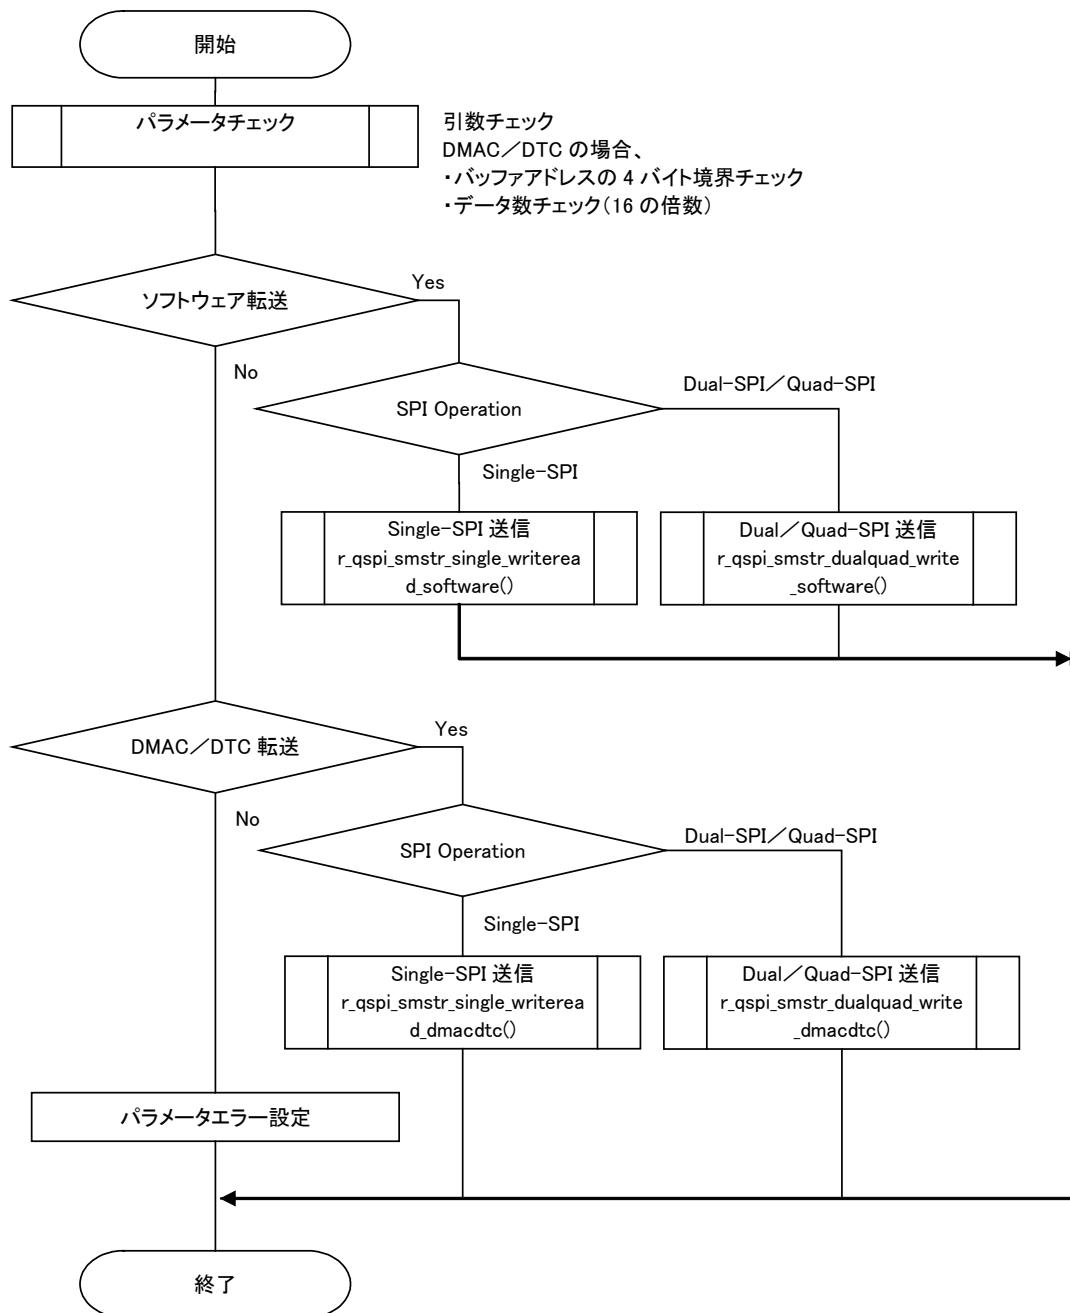 開始
パラメータチェック
引数チェック
DMAC／DTC の場合、
・バッファアドレスの 4 バイト境界チェック
・データ数チェック(16 の倍数)
ソフトウェア転送
Yes
No
SPI Operation
Dual-SPI／Quad-SPI
Single-SPI
Single-SPI 送信
r_qspi_smstr_single_writerea
d_software()
Dual／Quad-SPI 送信
r_qspi_smstr_dualquad_write
_software()
DMAC／DTC 転送
Yes
No
SPI Operation
Dual-SPI／Quad-SPI
Single-SPI
Single-SPI 送信
r_qspi_smstr_single_writerea
d_dmacdtc()
Dual／Quad-SPI 送信
r_qspi_smstr_dualquad_write
_dmacdtc()
パラメータエラー設定
終了